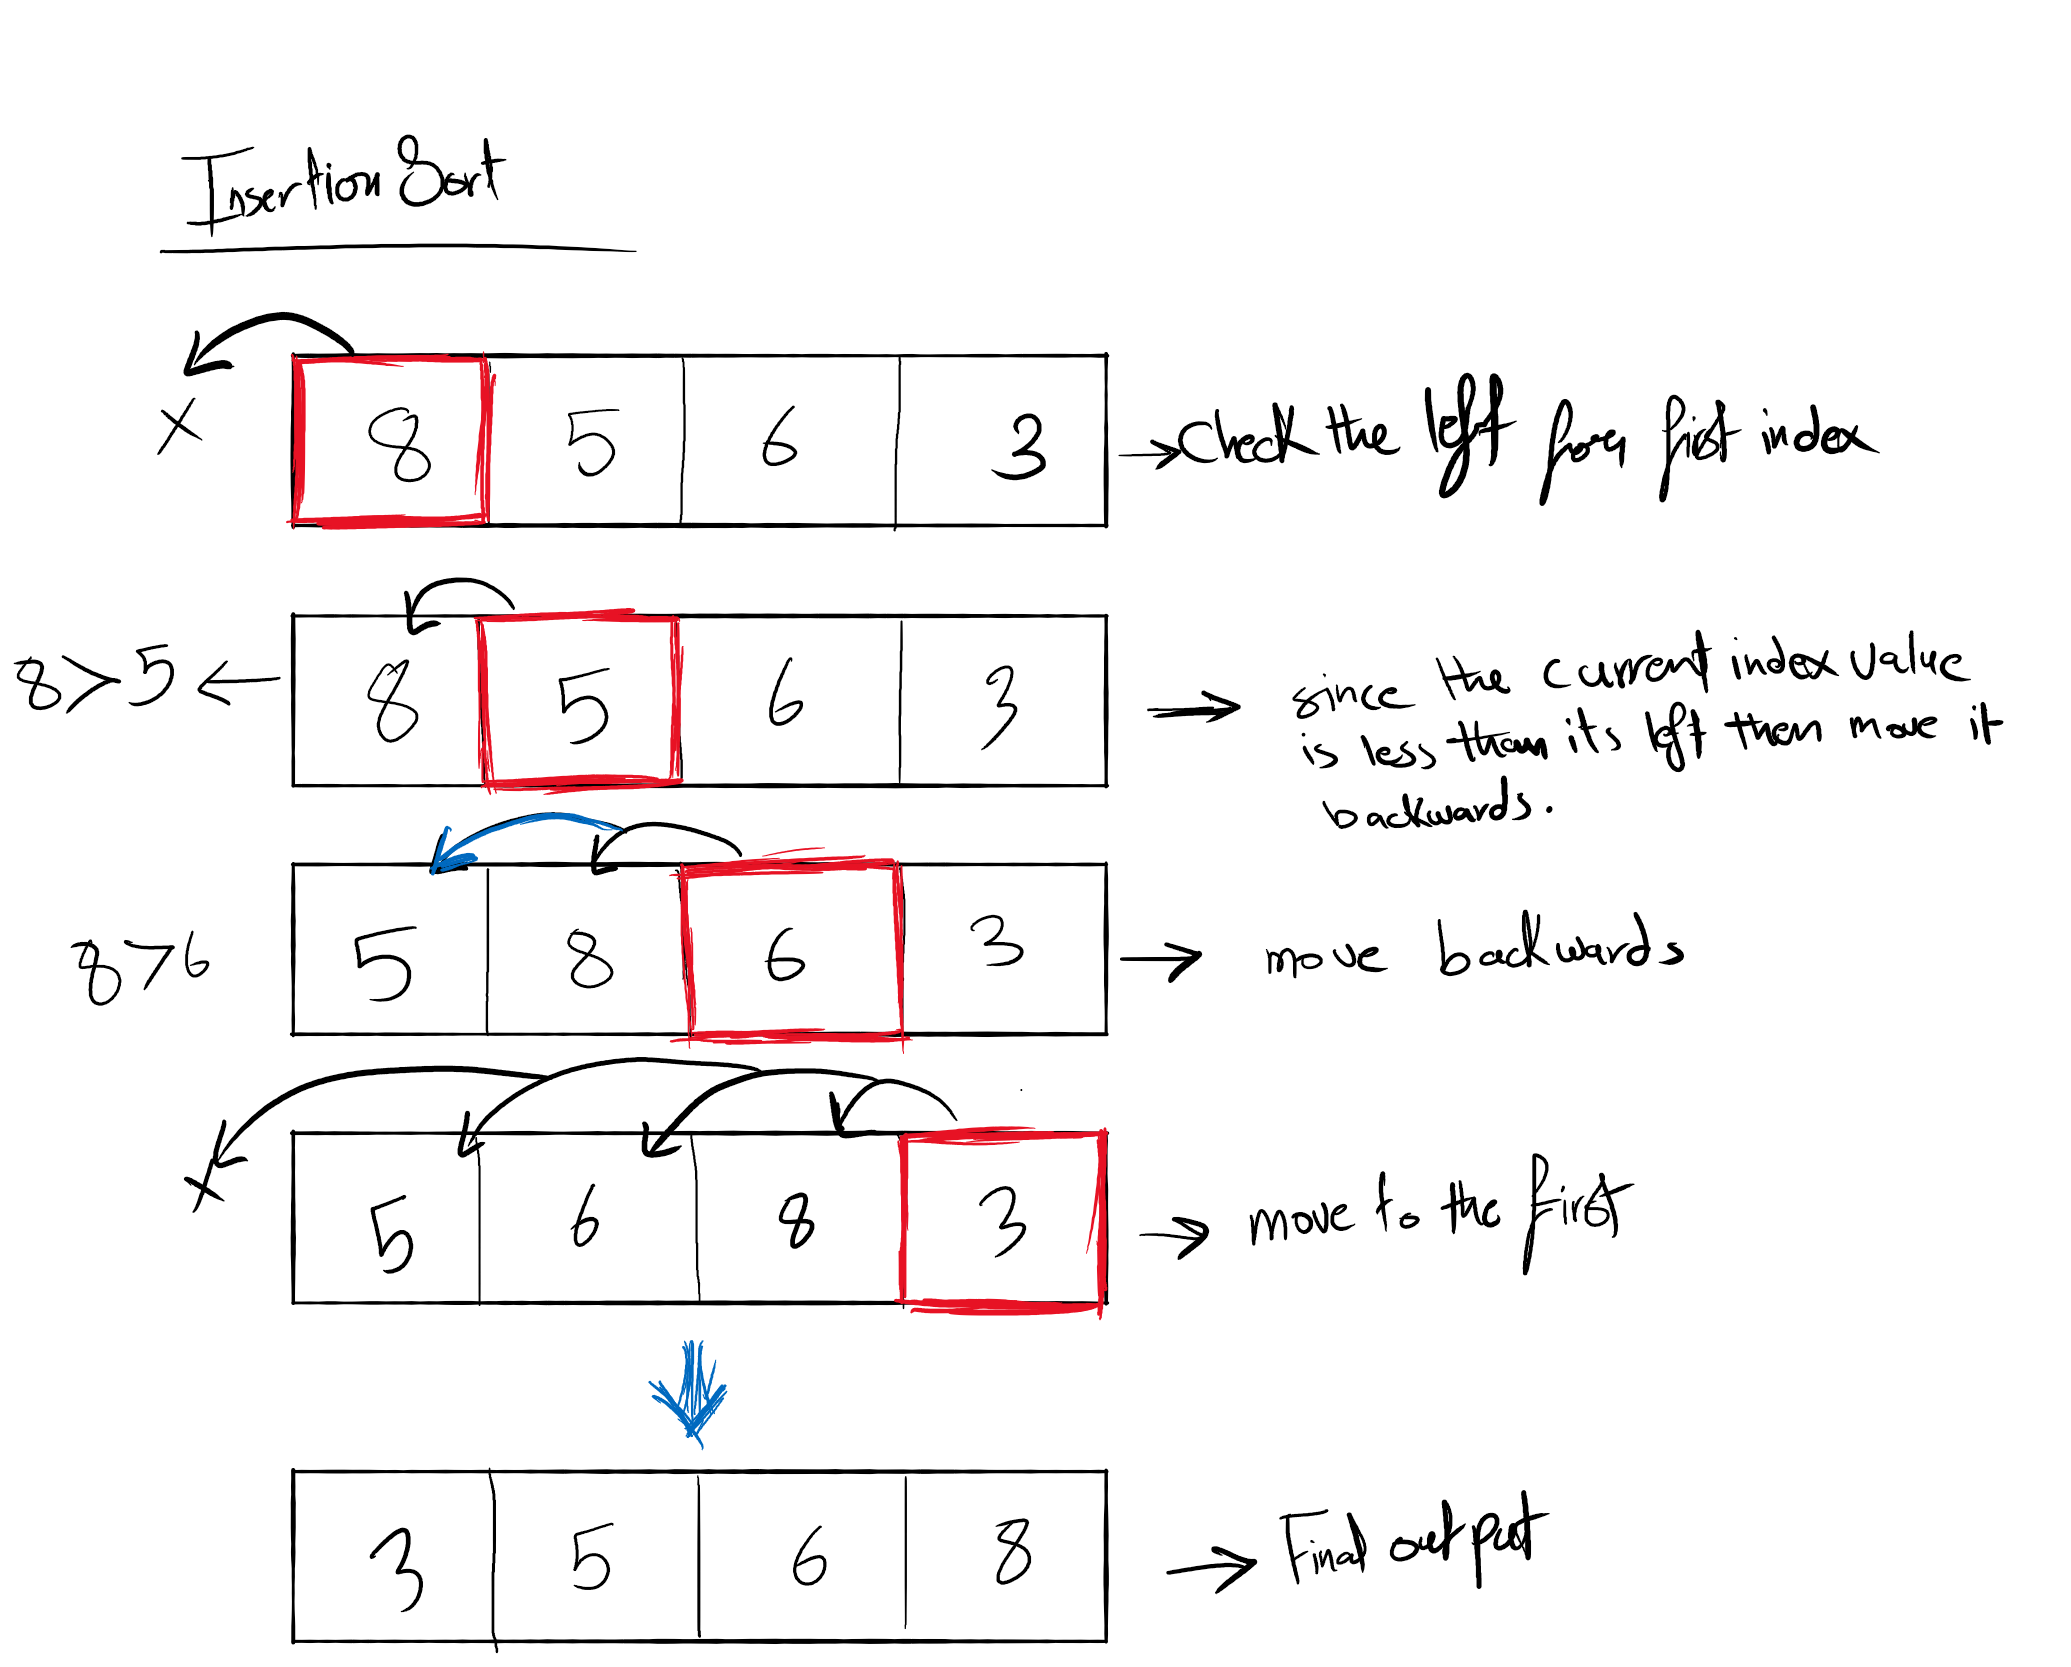 Insertion Sort
x 8 5 6 3 → Check the left from first index
8>5 ← 8 5 6 3 → since the current index value
is less than its left then move it
backwards.
8>6 5 8 6 3 → move backwards
x 5 6 8 3 → move to the first
3 5 6 8 → Final output